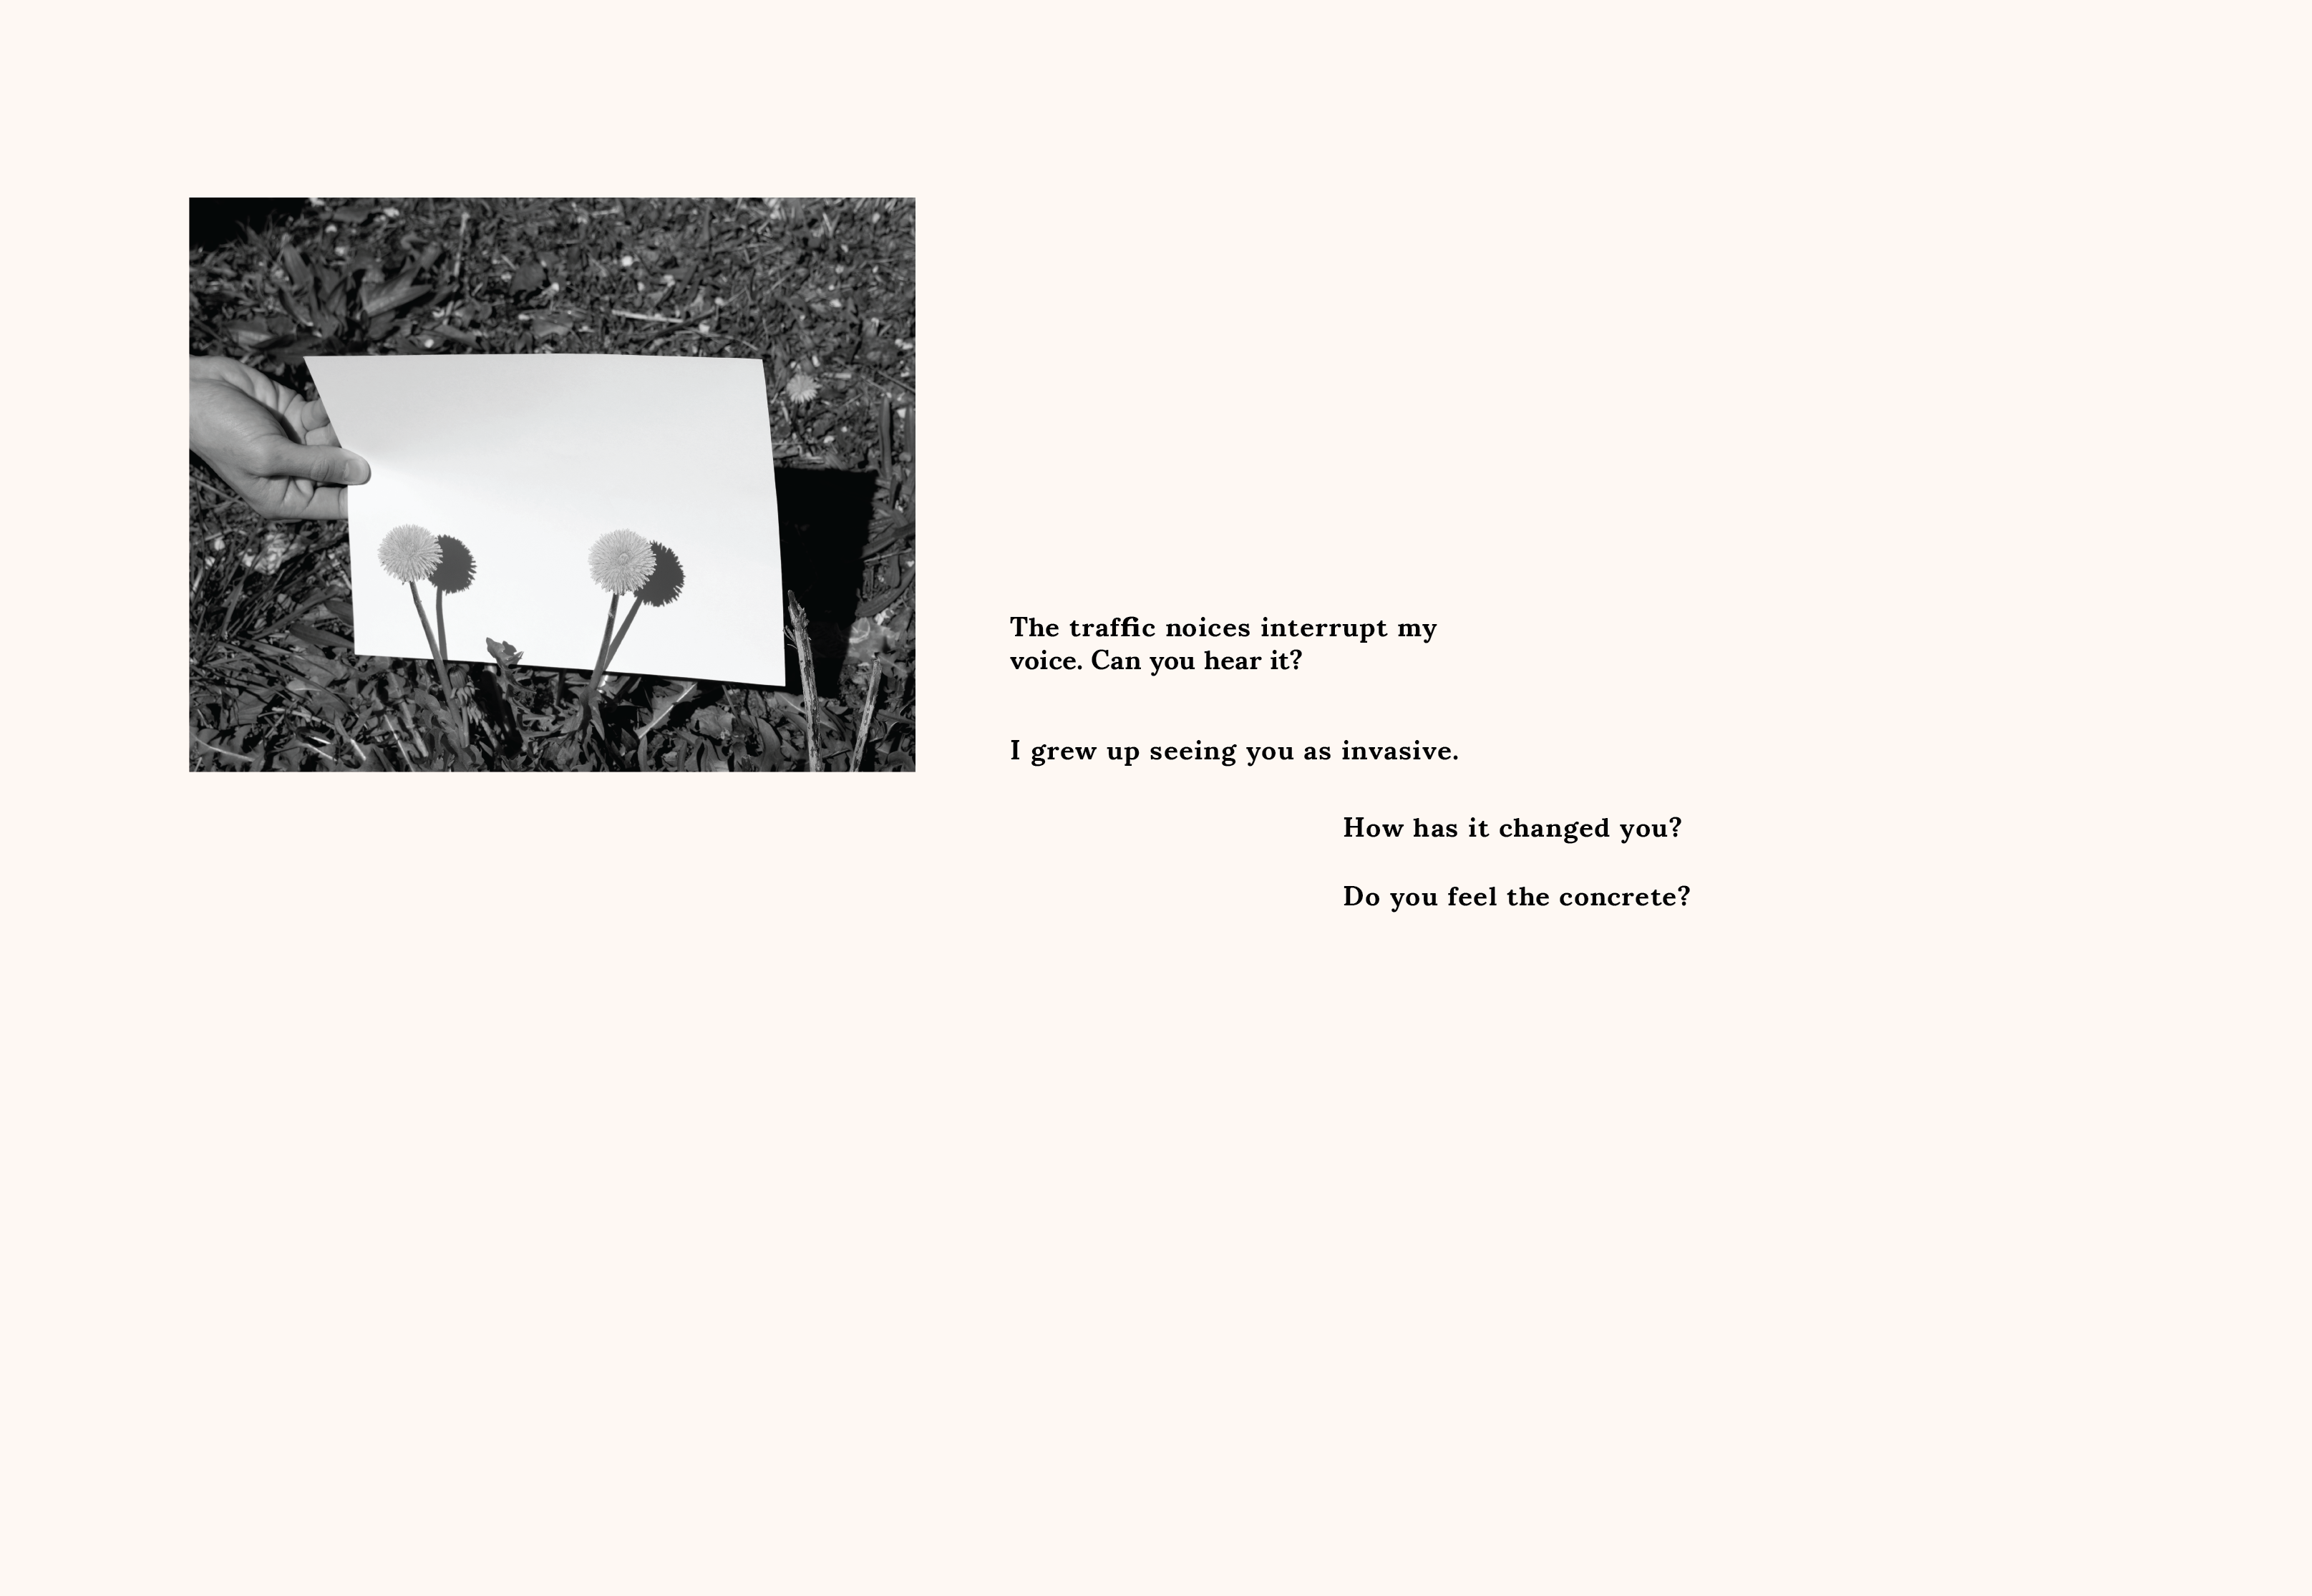 The traffic noices interrupt my
voice. Can you hear it?
I grew up seeing you as invasive.
How has it changed you?
Do you feel the concrete?